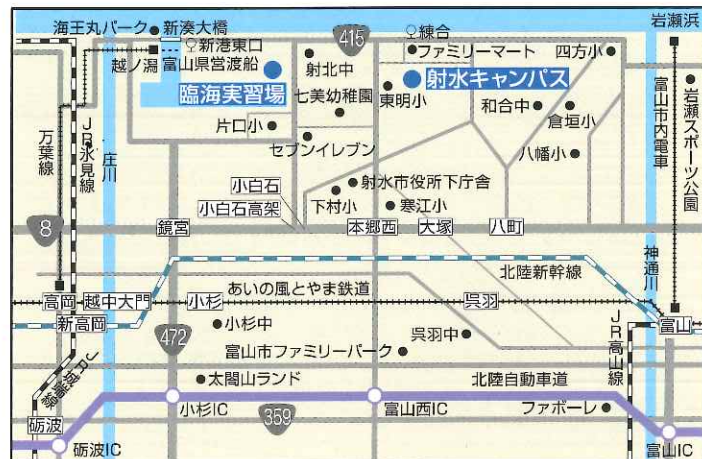 海王丸パーク
新湊大橋
岩瀬浜
新港東口
415
練合
越ノ潟
富山県営渡船
射北中
ファミリーマート
四方小
臨海実習場
七美幼稚園
東明小
射水キャンパス
和合中
倉垣小
岩瀬スポーツ公園
富山市内電車
万葉線
JR氷見線
庄川
片口小
セブンイレブン
八幡小
小白石
射水市役所下庁舎
小白石高架
下村小
寒江小
8
鏡宮
本郷西
大塚
八町
神通川
北陸新幹線
あいの風とやま鉄道
高岡
越中大門
小杉
呉羽
新高岡
富山
472
小杉中
呉羽中
富山市ファミリーパーク
JR高山線
JR城端線
太閤山ランド
北陸自動車道
砺波
小杉IC
359
富山西IC
ファボーレ
砺波IC
富山IC